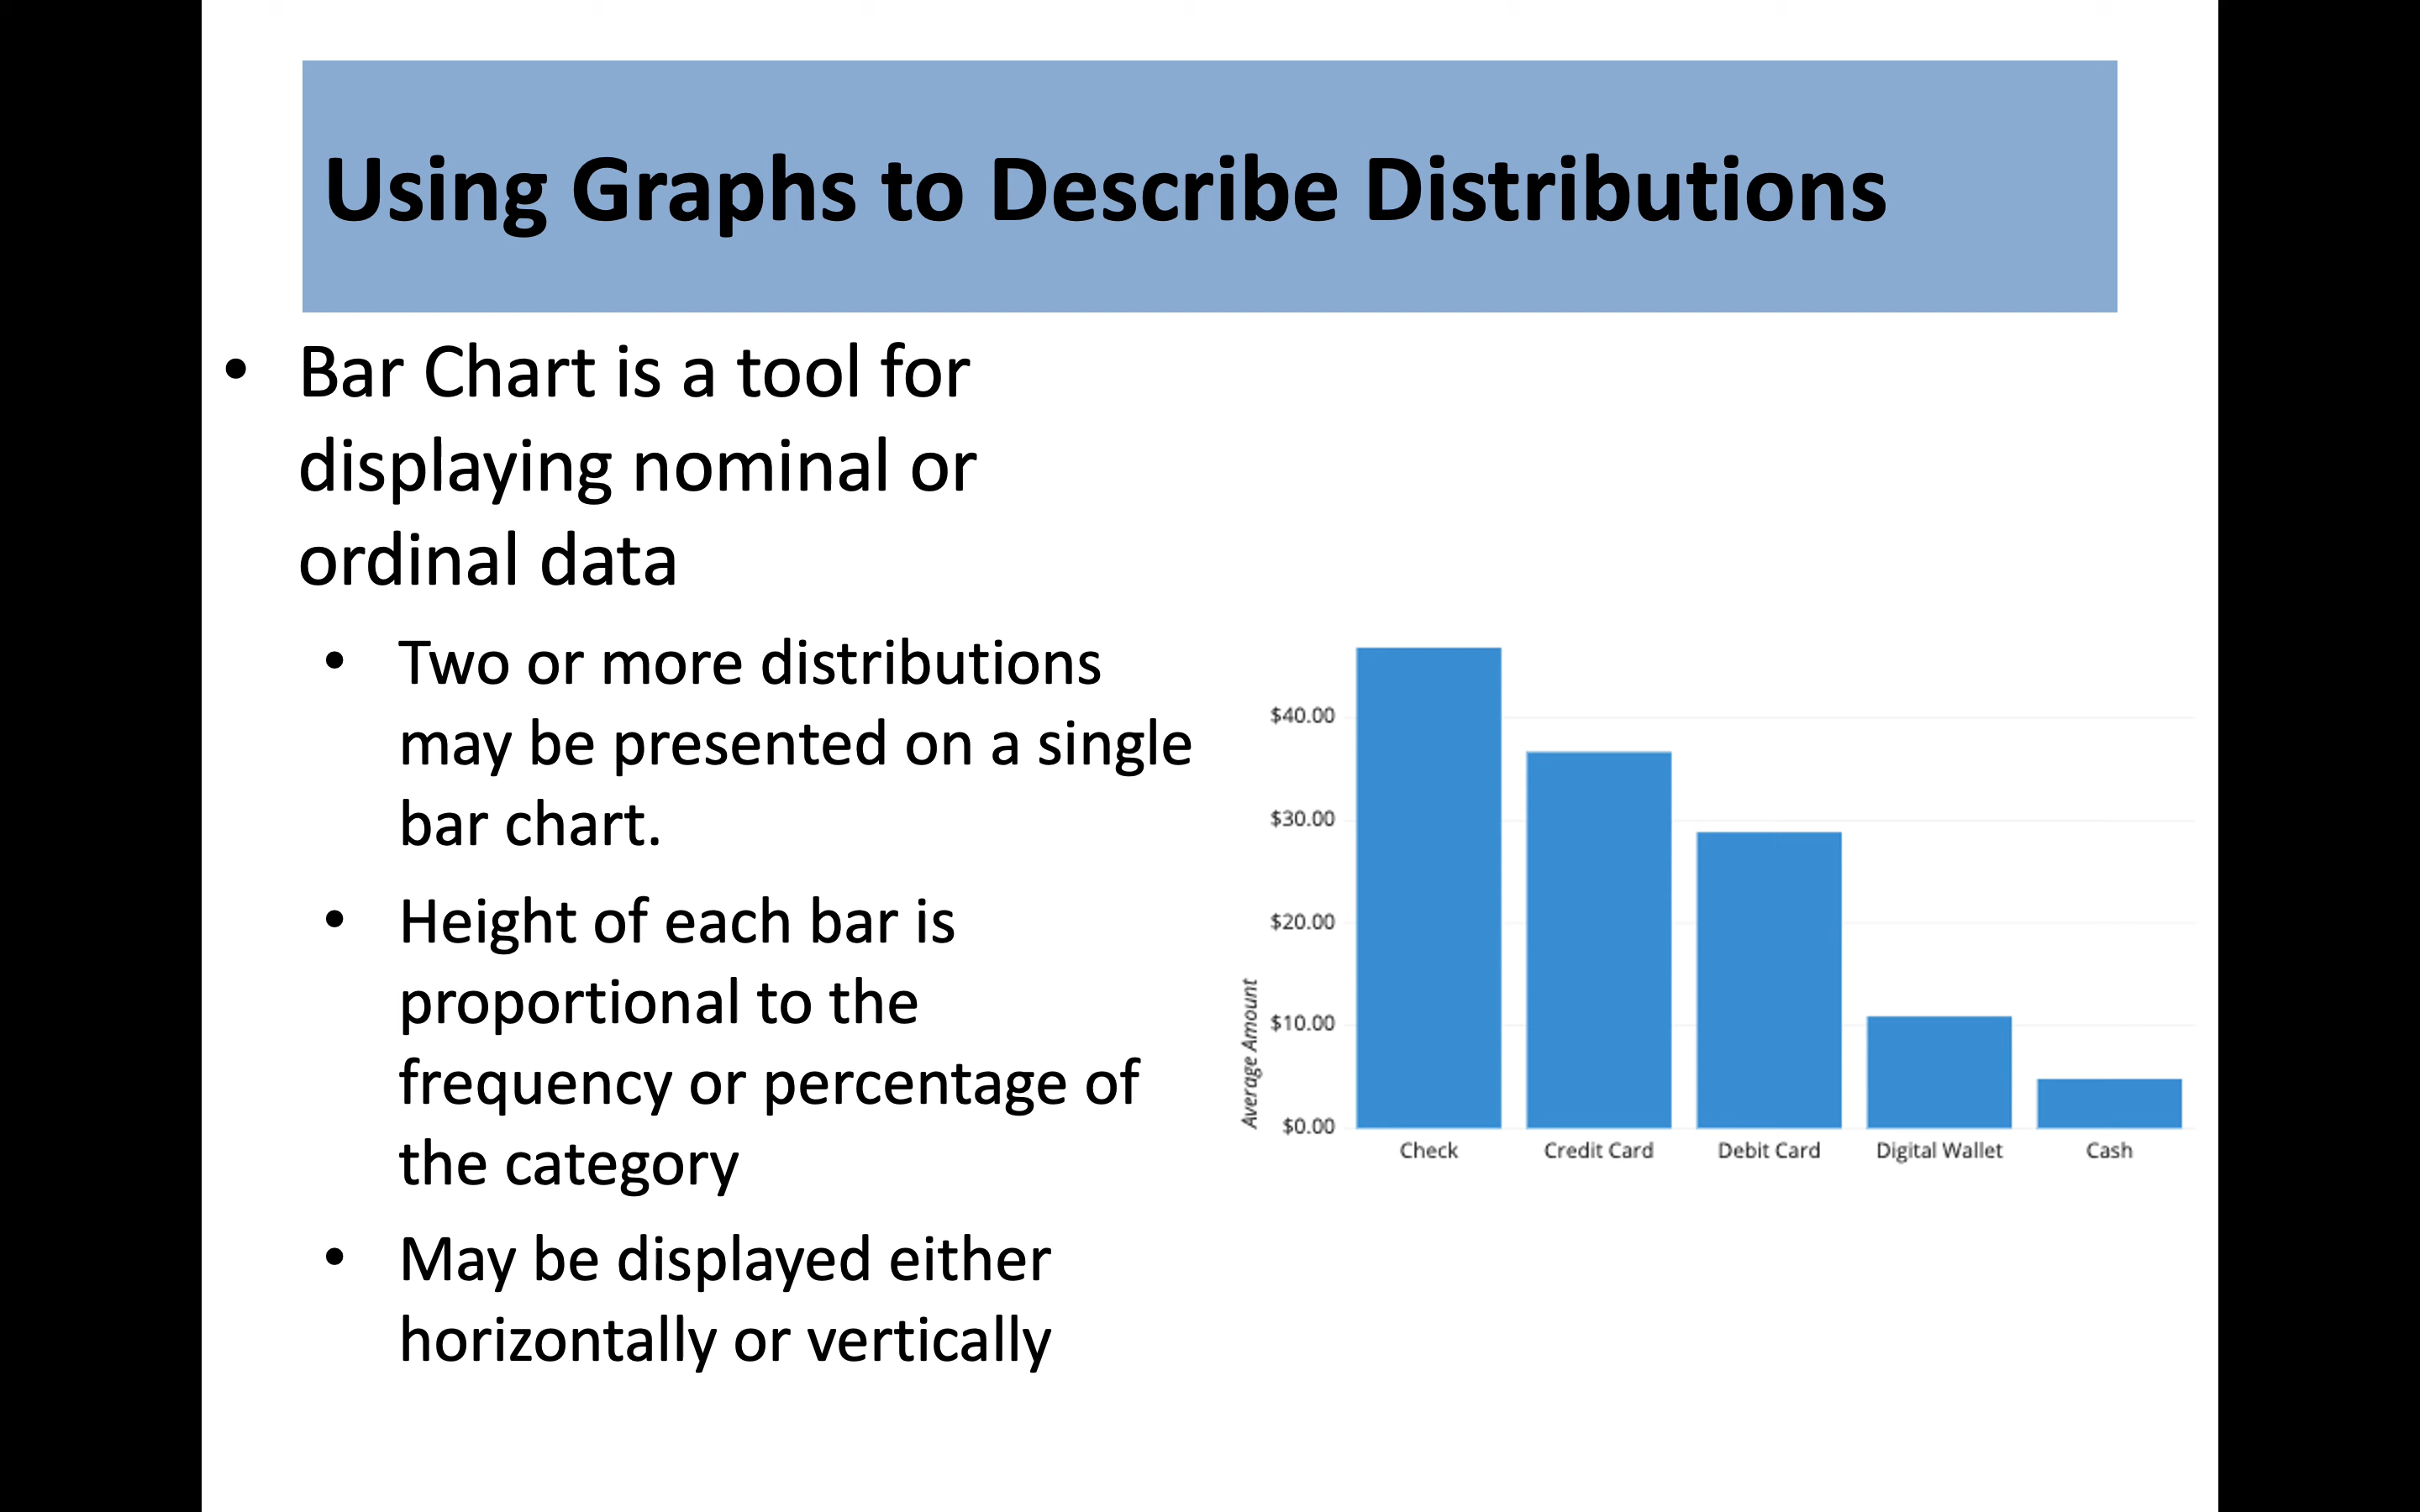 Using Graphs to Describe Distributions
• Bar Chart is a tool for
displaying nominal or
ordinal data
• Two or more distributions
may be presented on a single
bar chart.
• Height of each bar is
proportional to the
frequency or percentage of
the category
• May be displayed either
horizontally or vertically
$40.00
$30.00
$20.00
$10.00
$0.00
Average Amount
Check Credit Card Debit Card Digital Wallet Cash